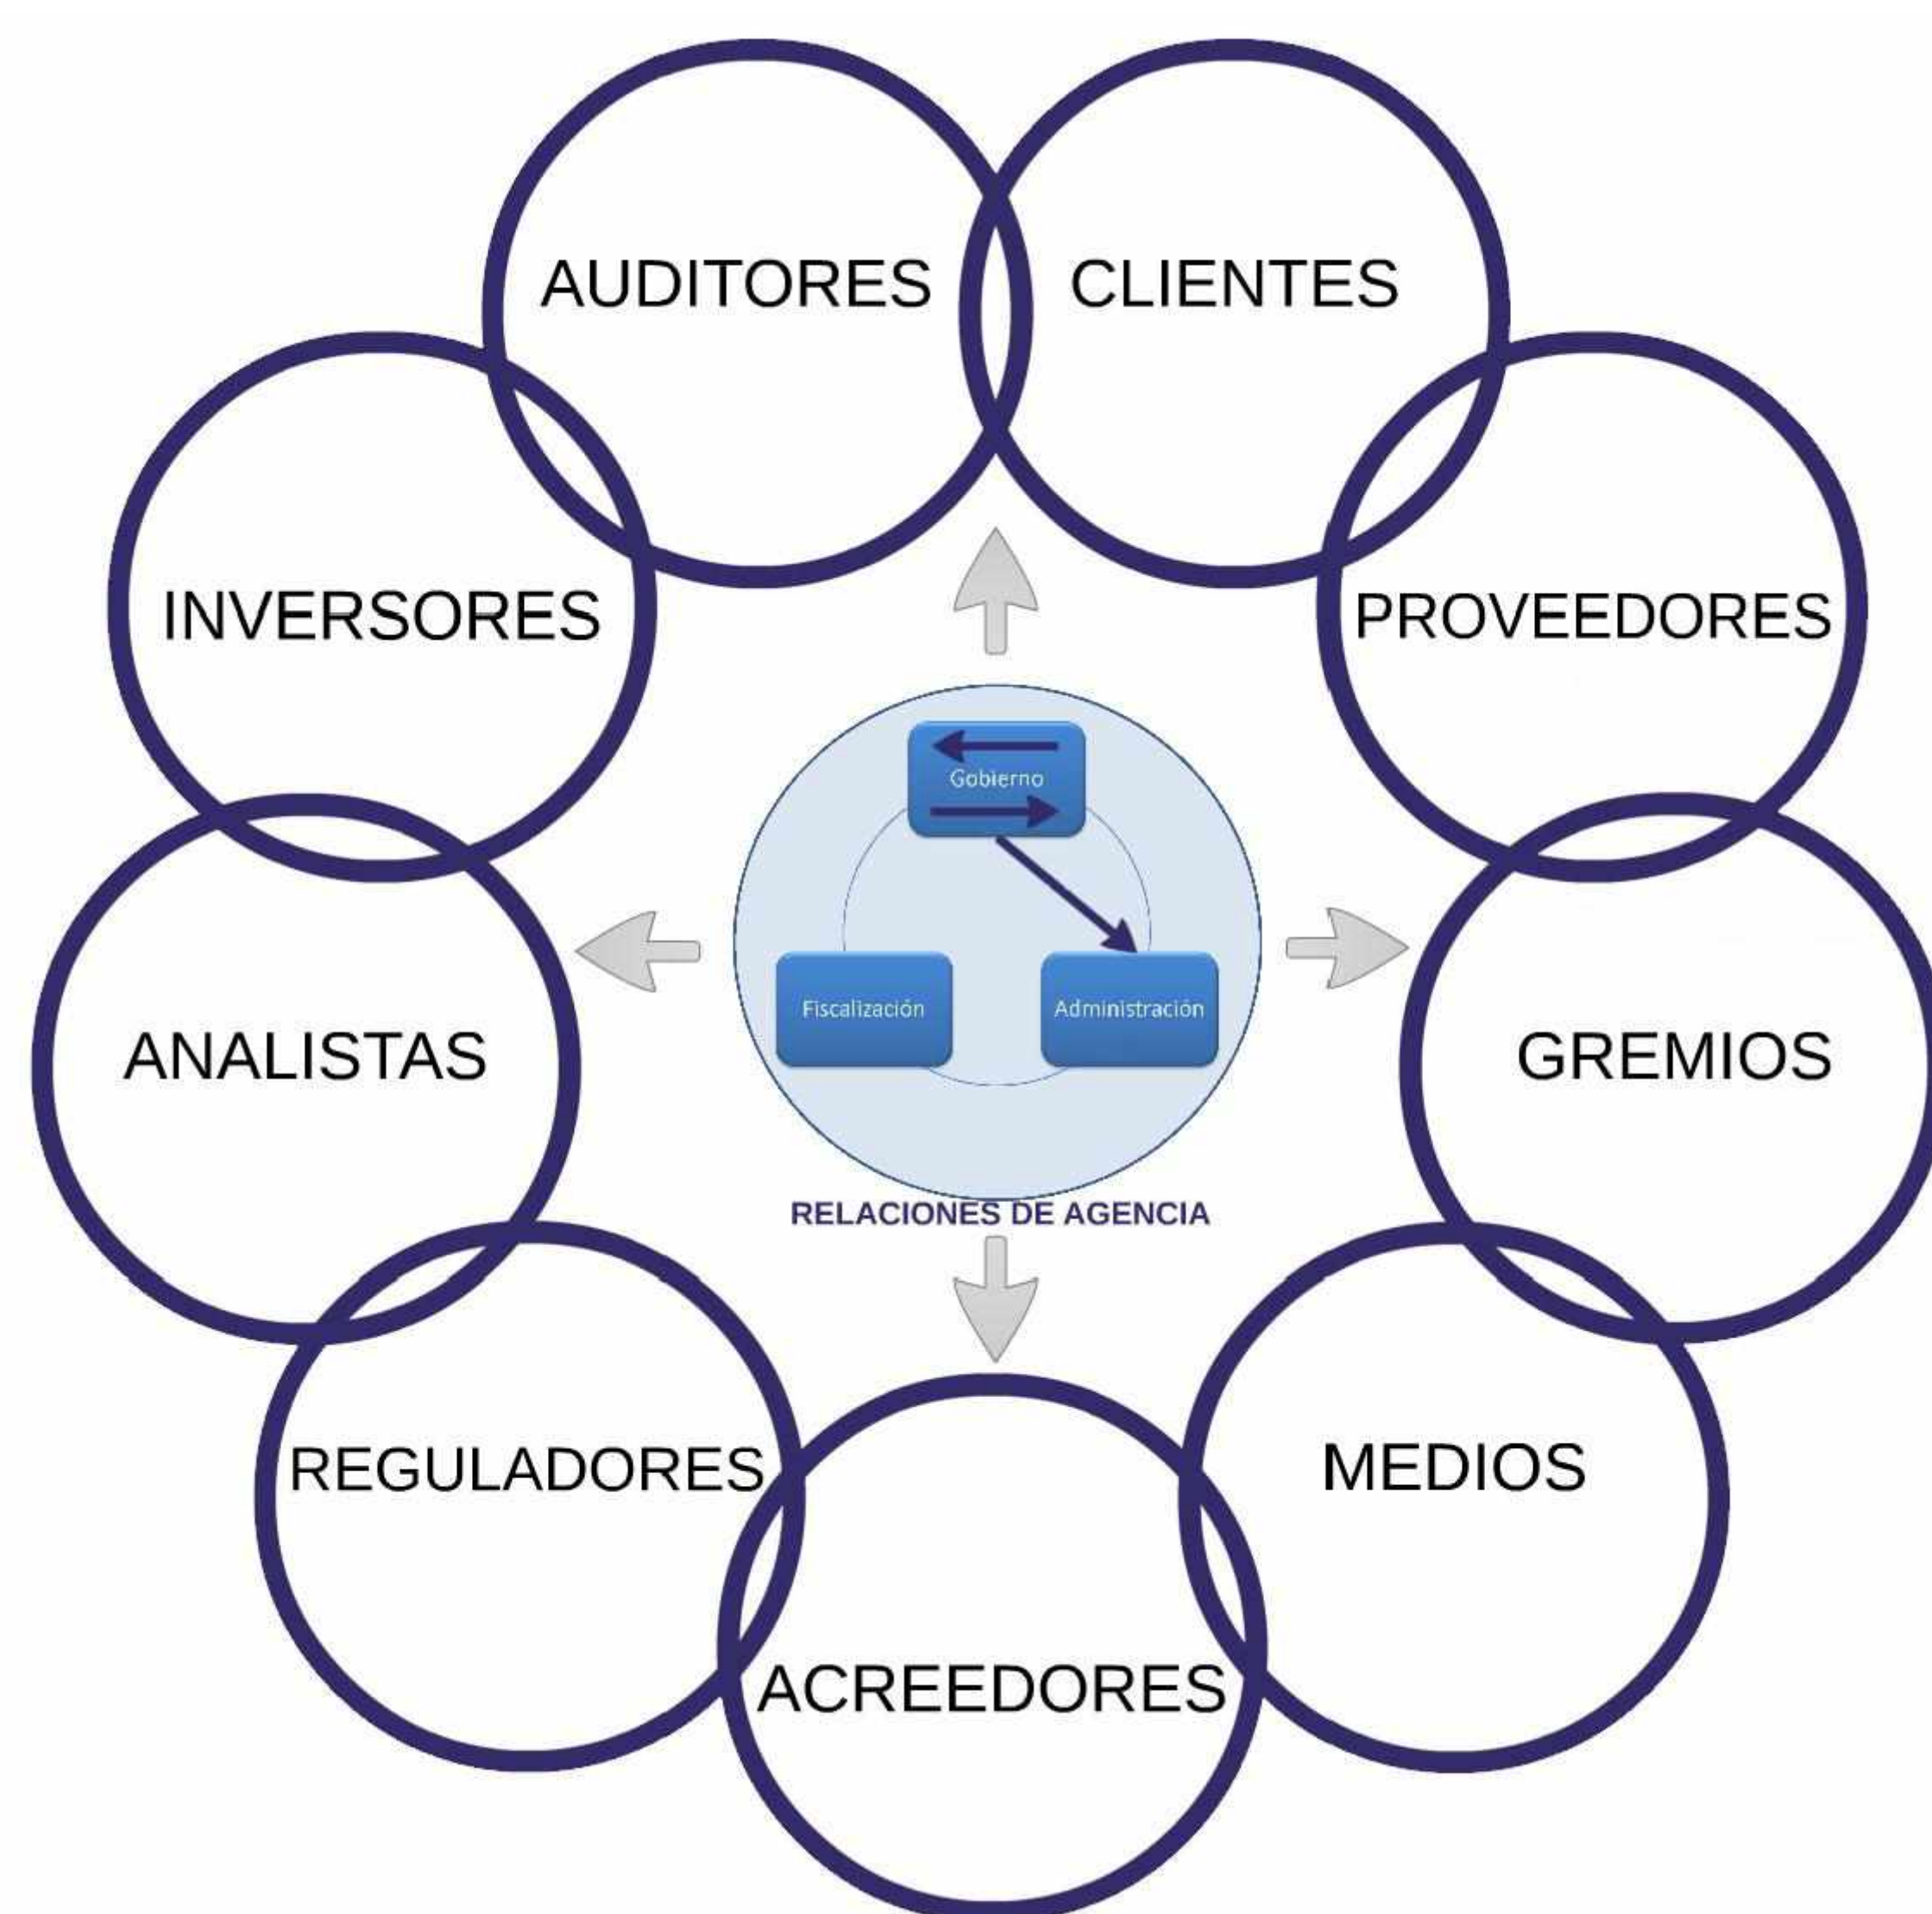 AUDITORES
CLIENTES
INVERSORES
PROVEEDORES
Gobierno
Fiscalización
Administración
ANALISTAS
GREMIOS
RELACIONES DE AGENCIA
REGULADORES
MEDIOS
ACREEDORES